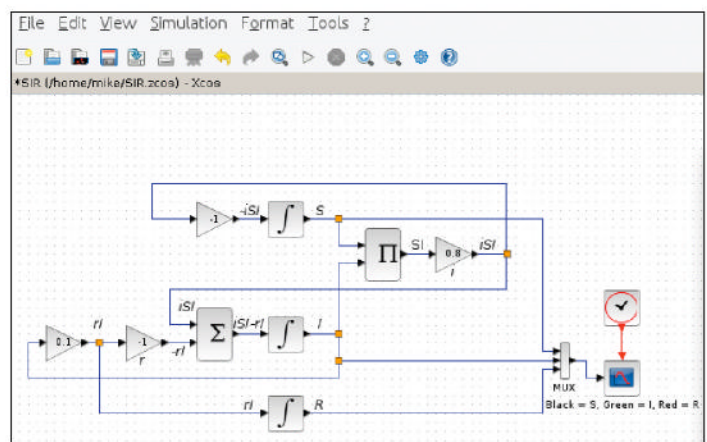 File Edit View Simulation Format Tools ?
*SIR (/home/mike/SIR.zcos) - Xcos
-1 -iSI ∫ S
Π SI 0.8 iSI
i
iSI
0.1 rI -1 -rI Σ iSI-rI ∫ I
r
rI ∫ R
MUX
Black = S, Green = I, Red = R